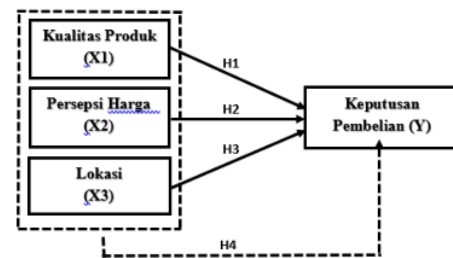 Kualitas Produk
(X1)
H1
Persepsi Harga
(X2)
H2
Keputusan
Pembelian (Y)
H3
Lokasi
(X3)
H4